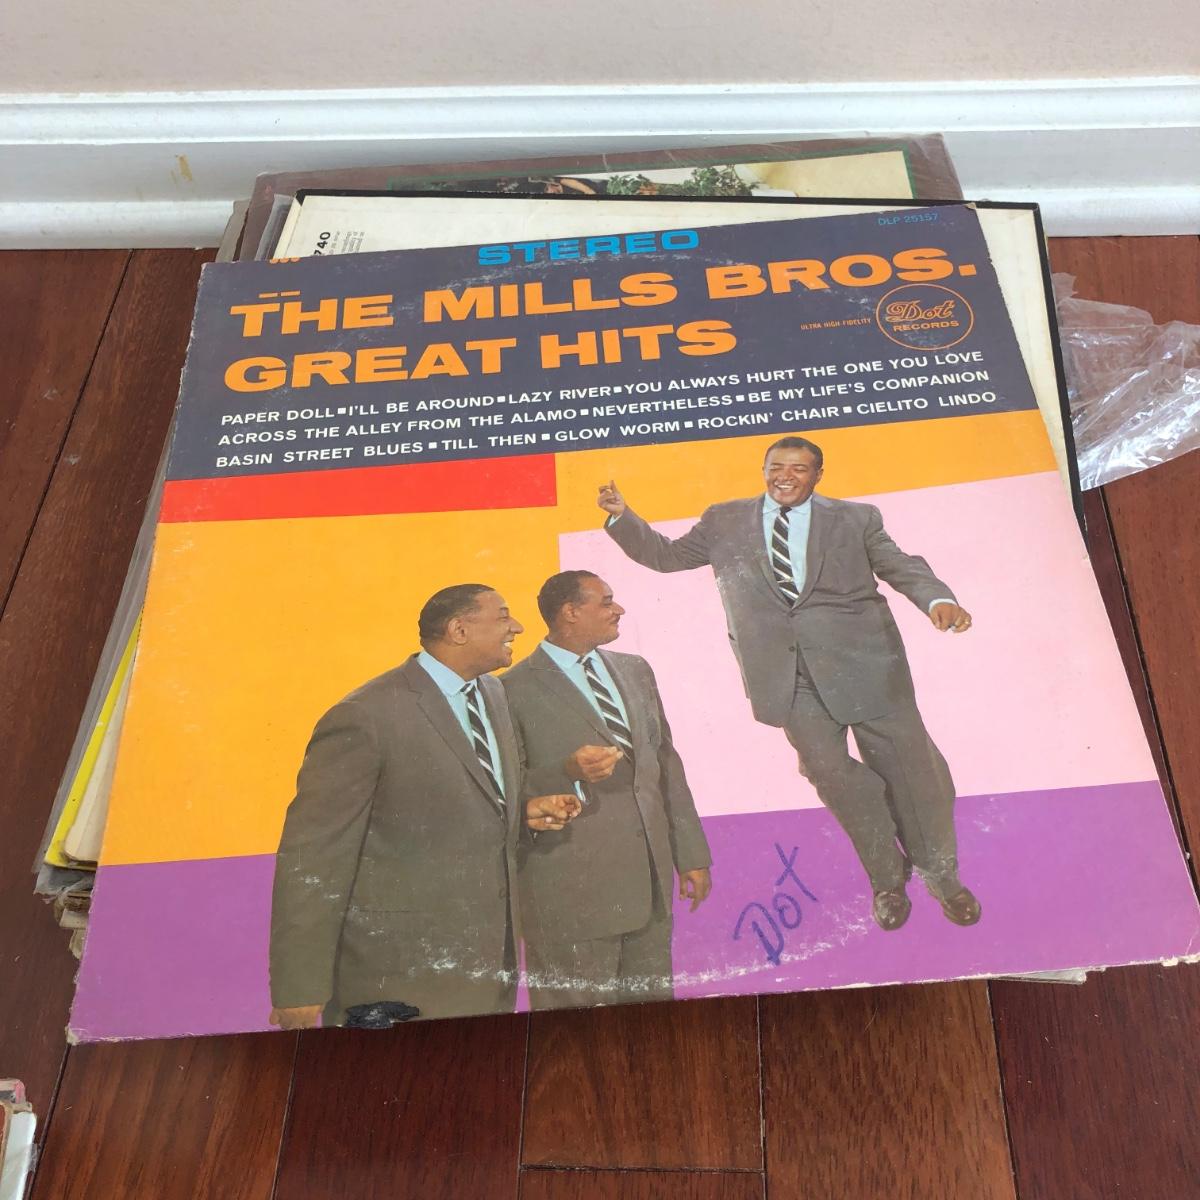 740
DLP 25157
STEREO
THE MILLS BROS.
GREAT HITS
ULTRA HIGH FIDELITY
Dot
RECORDS
PAPER DOLL▪I'LL BE AROUND▪LAZY RIVER▪YOU ALWAYS HURT THE ONE YOU LOVE
ACROSS THE ALLEY FROM THE ALAMO▪NEVERTHELESS▪BE MY LIFE'S COMPANION
BASIN STREET BLUES▪TILL THEN▪GLOW WORM▪ROCKIN' CHAIR▪CIELITO LINDO
Dot